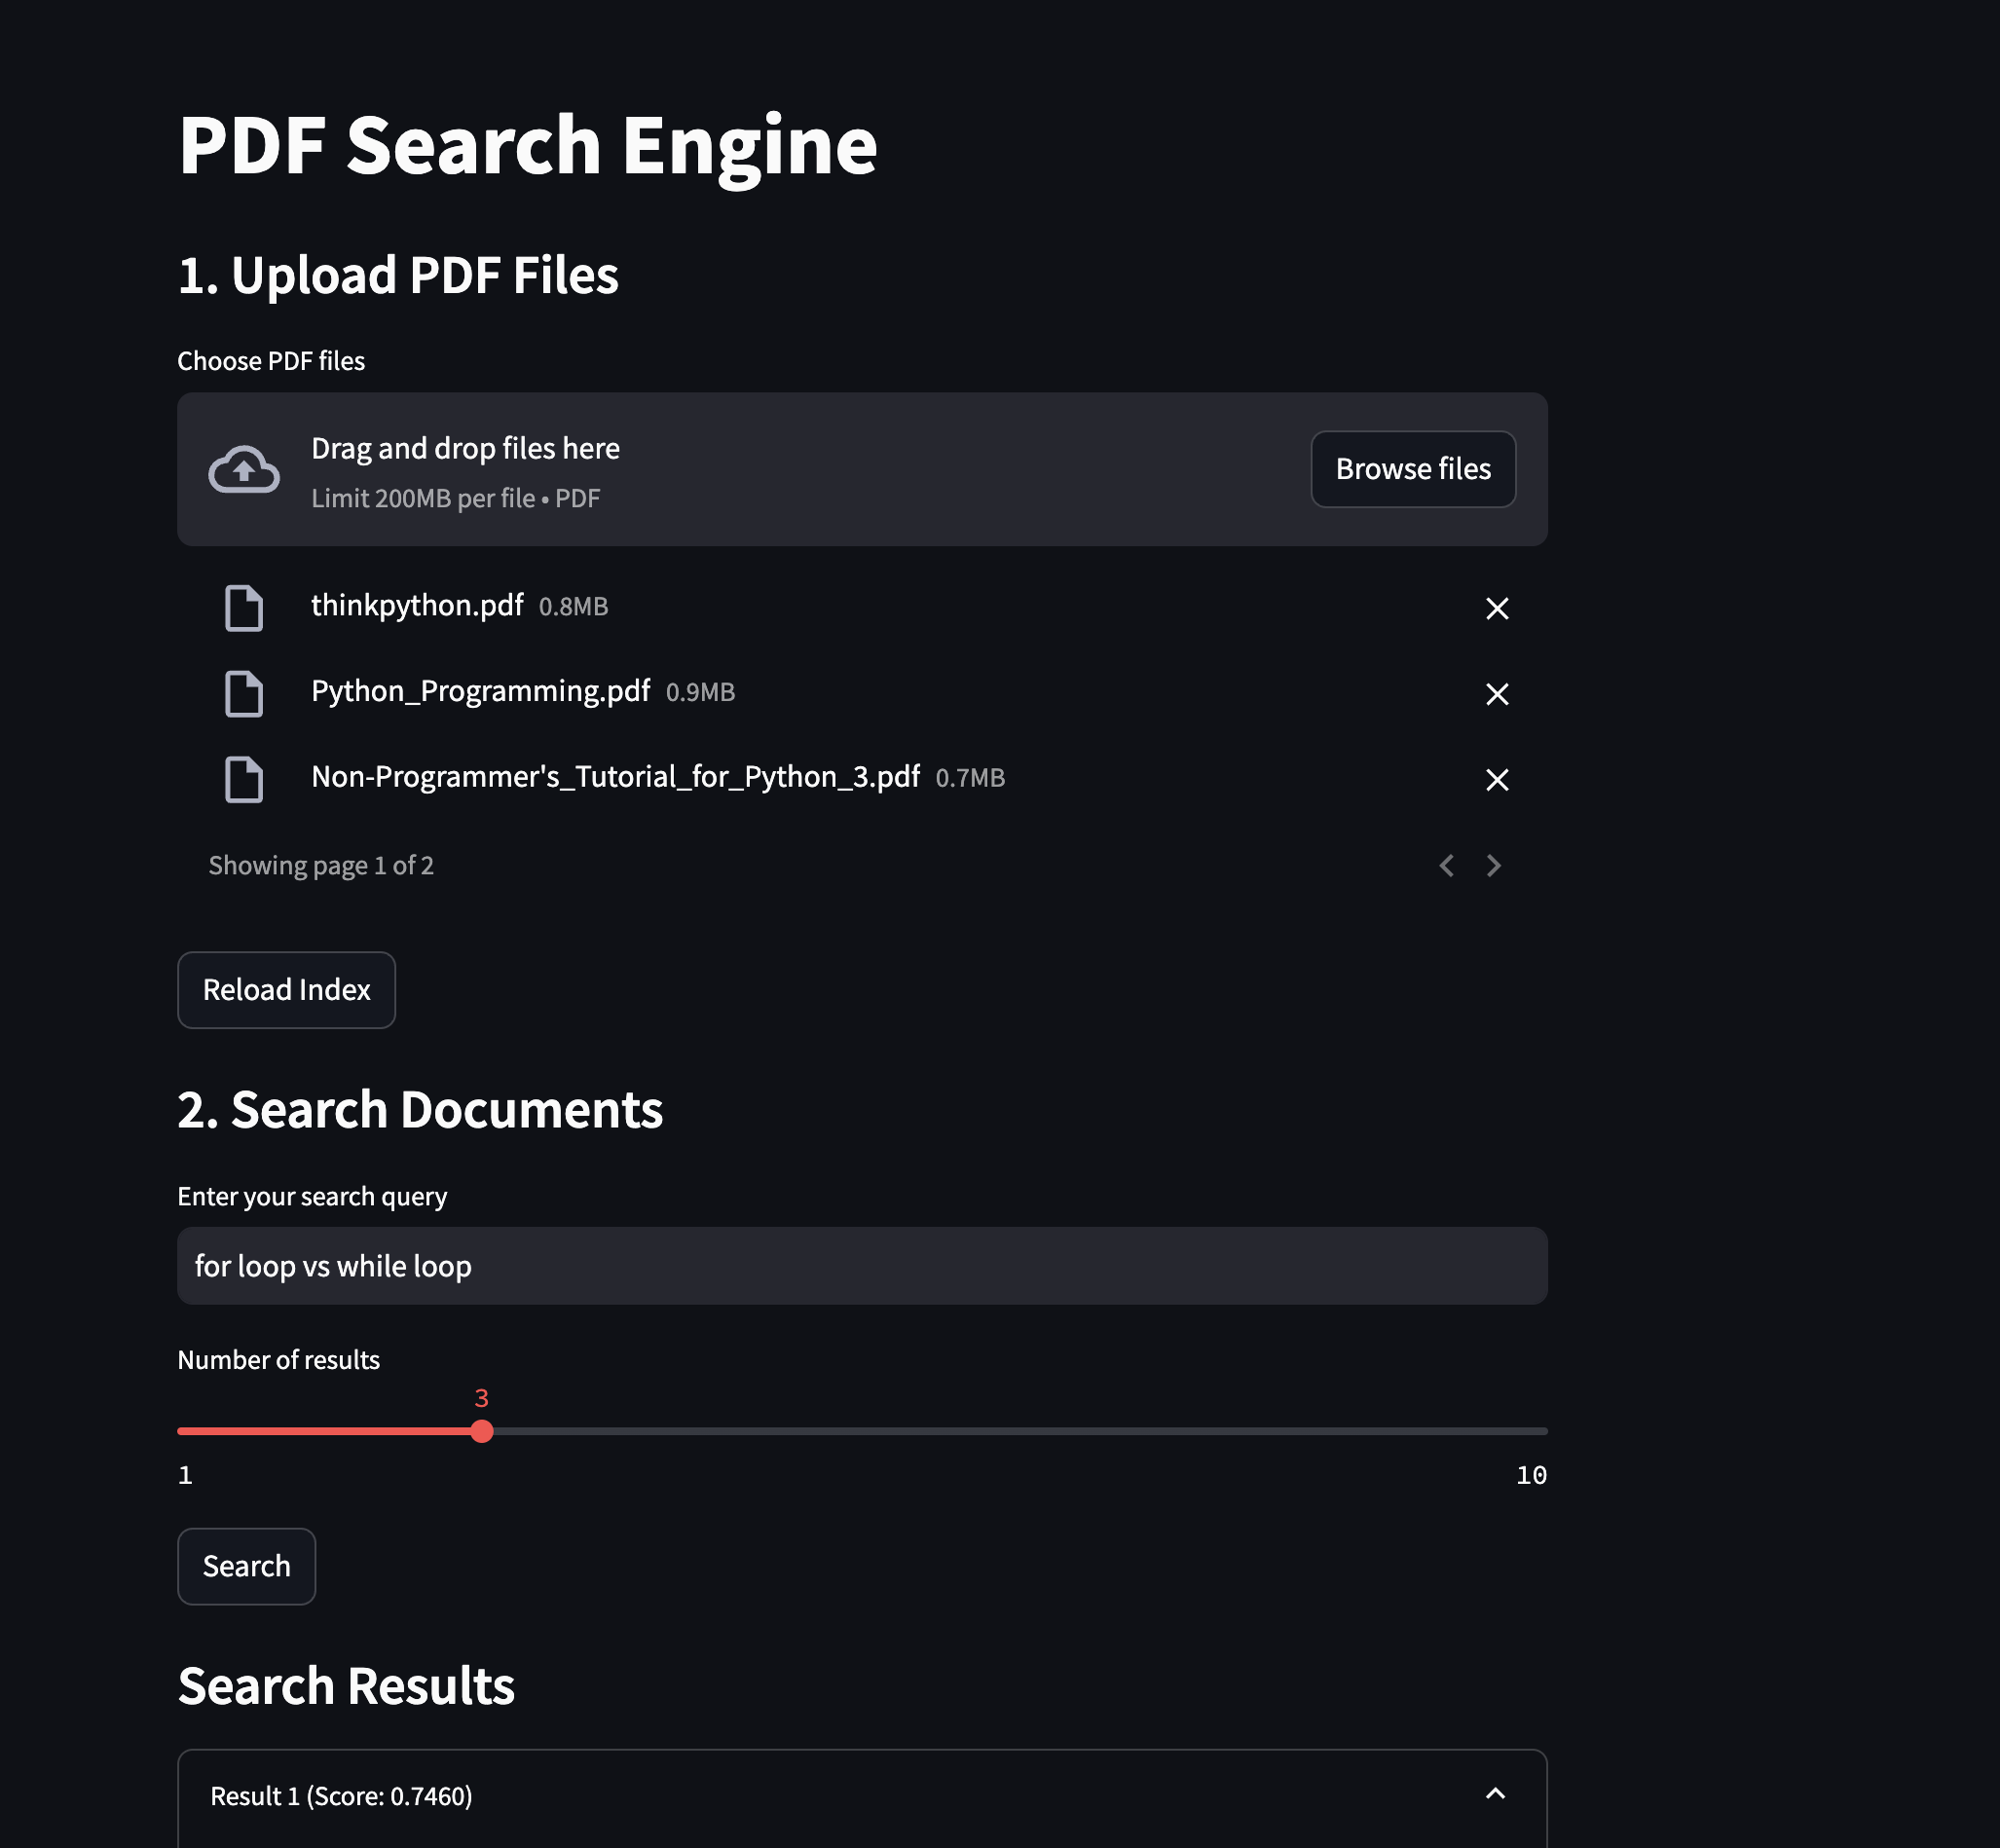 PDF Search Engine
1. Upload PDF Files
Choose PDF files
Drag and drop files here
Limit 200MB per file • PDF
Browse files
thinkpython.pdf 0.8MB
Python_Programming.pdf 0.9MB
Non-Programmer's_Tutorial_for_Python_3.pdf 0.7MB
Showing page 1 of 2
Reload Index
2. Search Documents
Enter your search query
for loop vs while loop
Number of results
3
1 10
Search
Search Results
Result 1 (Score: 0.7460)